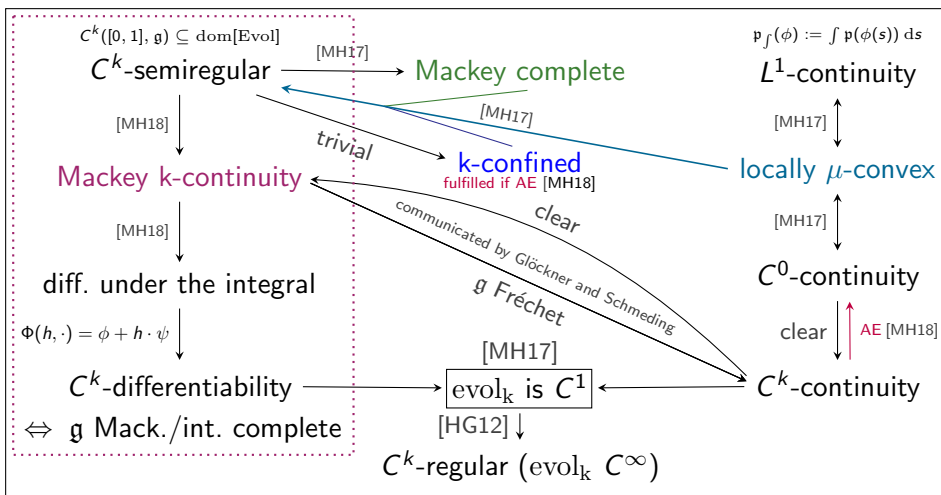 C^k([0, 1], 𝔤) ⊆ dom[Evol]
𝔭_∫(ϕ) := ∫ 𝔭(ϕ(s)) ds
C^k-semiregular
[MH17]
Mackey complete
L^1-continuity
[MH18]
trivial
[MH17]
[MH17]
Mackey k-continuity
k-confined
fulfilled if AE [MH18]
locally μ-convex
[MH18]
clear
[MH17]
communicated by Glöckner and Schmeding
𝔤 Fréchet
diff. under the integral
C^0-continuity
Φ(h, ·) = ϕ + h · ψ
clear
AE [MH18]
[MH17]
C^k-differentiability
evol_k is C^1
C^k-continuity
⇔ 𝔤 Mack./int. complete
[HG12]
C^k-regular (evol_k C^∞)